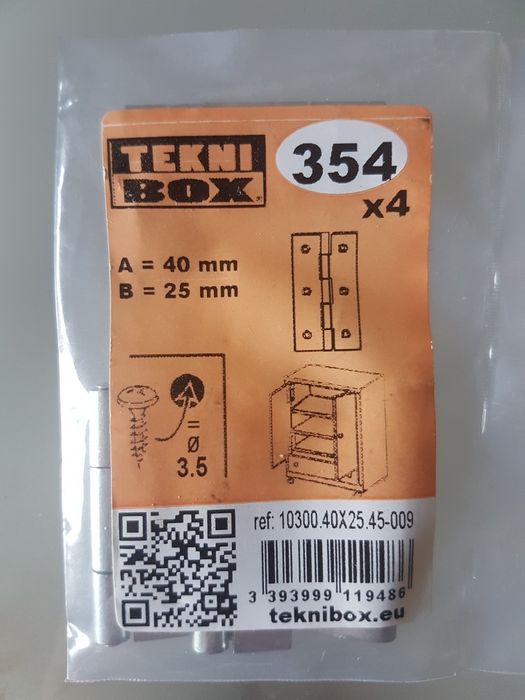 TEKNI
BOX
354
x4
A = 40 mm
B = 25 mm
A
=
Ø
3.5
ref: 10300.40X25.45-009
3 393999 119486
teknibox.eu